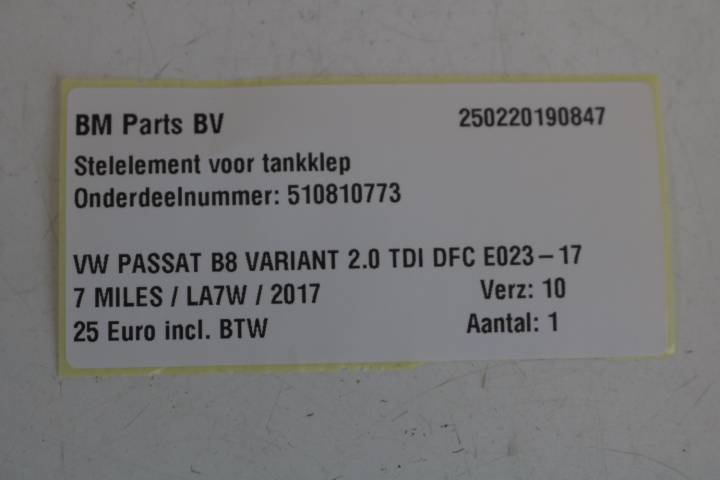 BM Parts BV 250220190847
Stelelement voor tankklep
Onderdeelnummer: 510810773
VW PASSAT B8 VARIANT 2.0 TDI DFC E023-17
7 MILES / LA7W / 2017 Verz: 10
25 Euro incl. BTW Aantal: 1